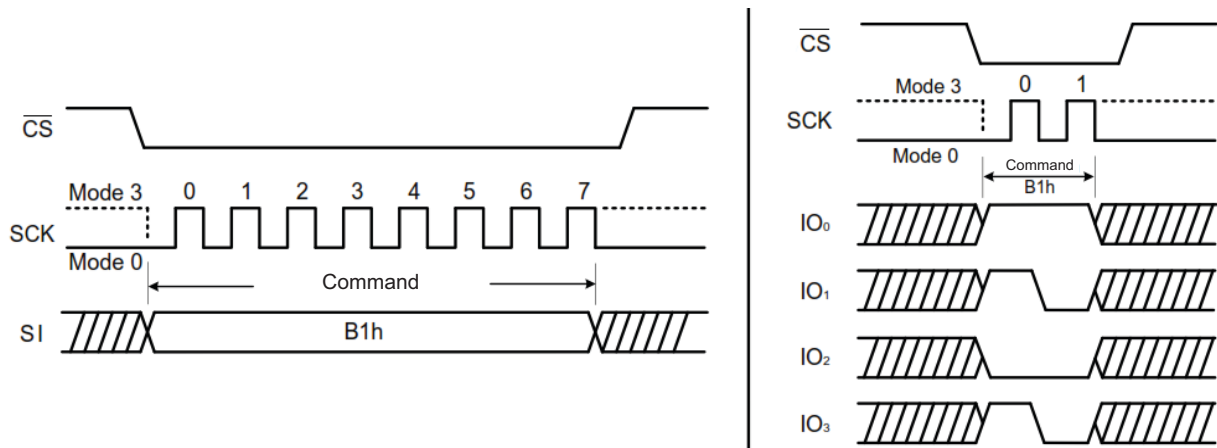 CS
Mode 3 0 1 2 3 4 5 6 7
SCK
Mode 0
Command
SI B1h
CS
Mode 3 0 1
SCK
Mode 0 Command
B1h
IO₀
IO₁
IO₂
IO₃